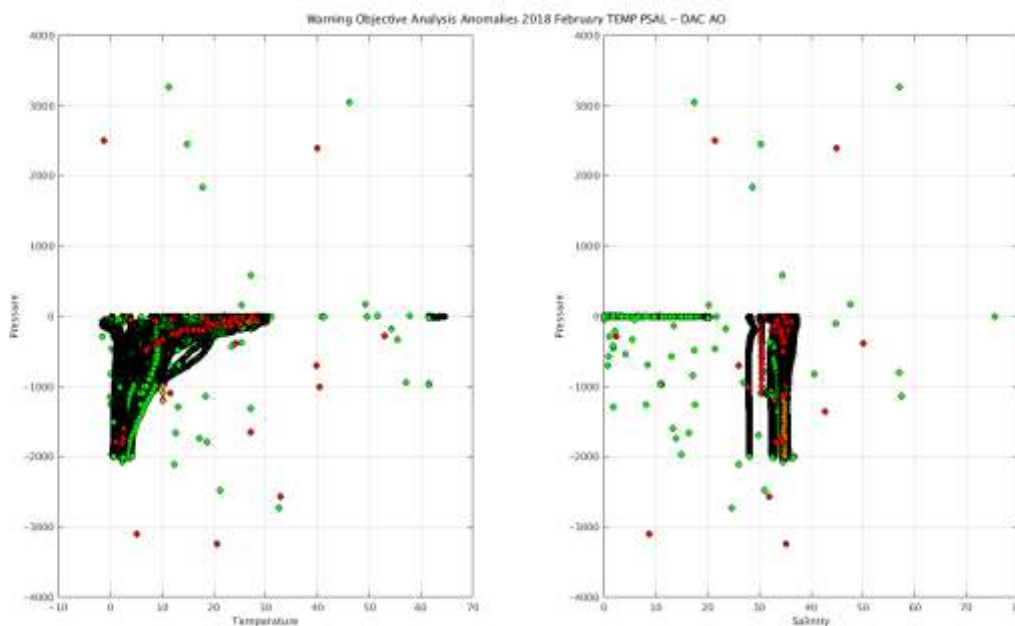 Warning Objective Analysis Anomalies 2018 February TEMP PSAL – DAC AO
4000
3000
2000
1000
0
-1000
-2000
-3000
-4000
Pressure
-10 0 10 20 30 40 50 60 70
Temperature
4000
3000
2000
1000
0
-1000
-2000
-3000
-4000
Pressure
0 10 20 30 40 50 60 70 80
Salinity